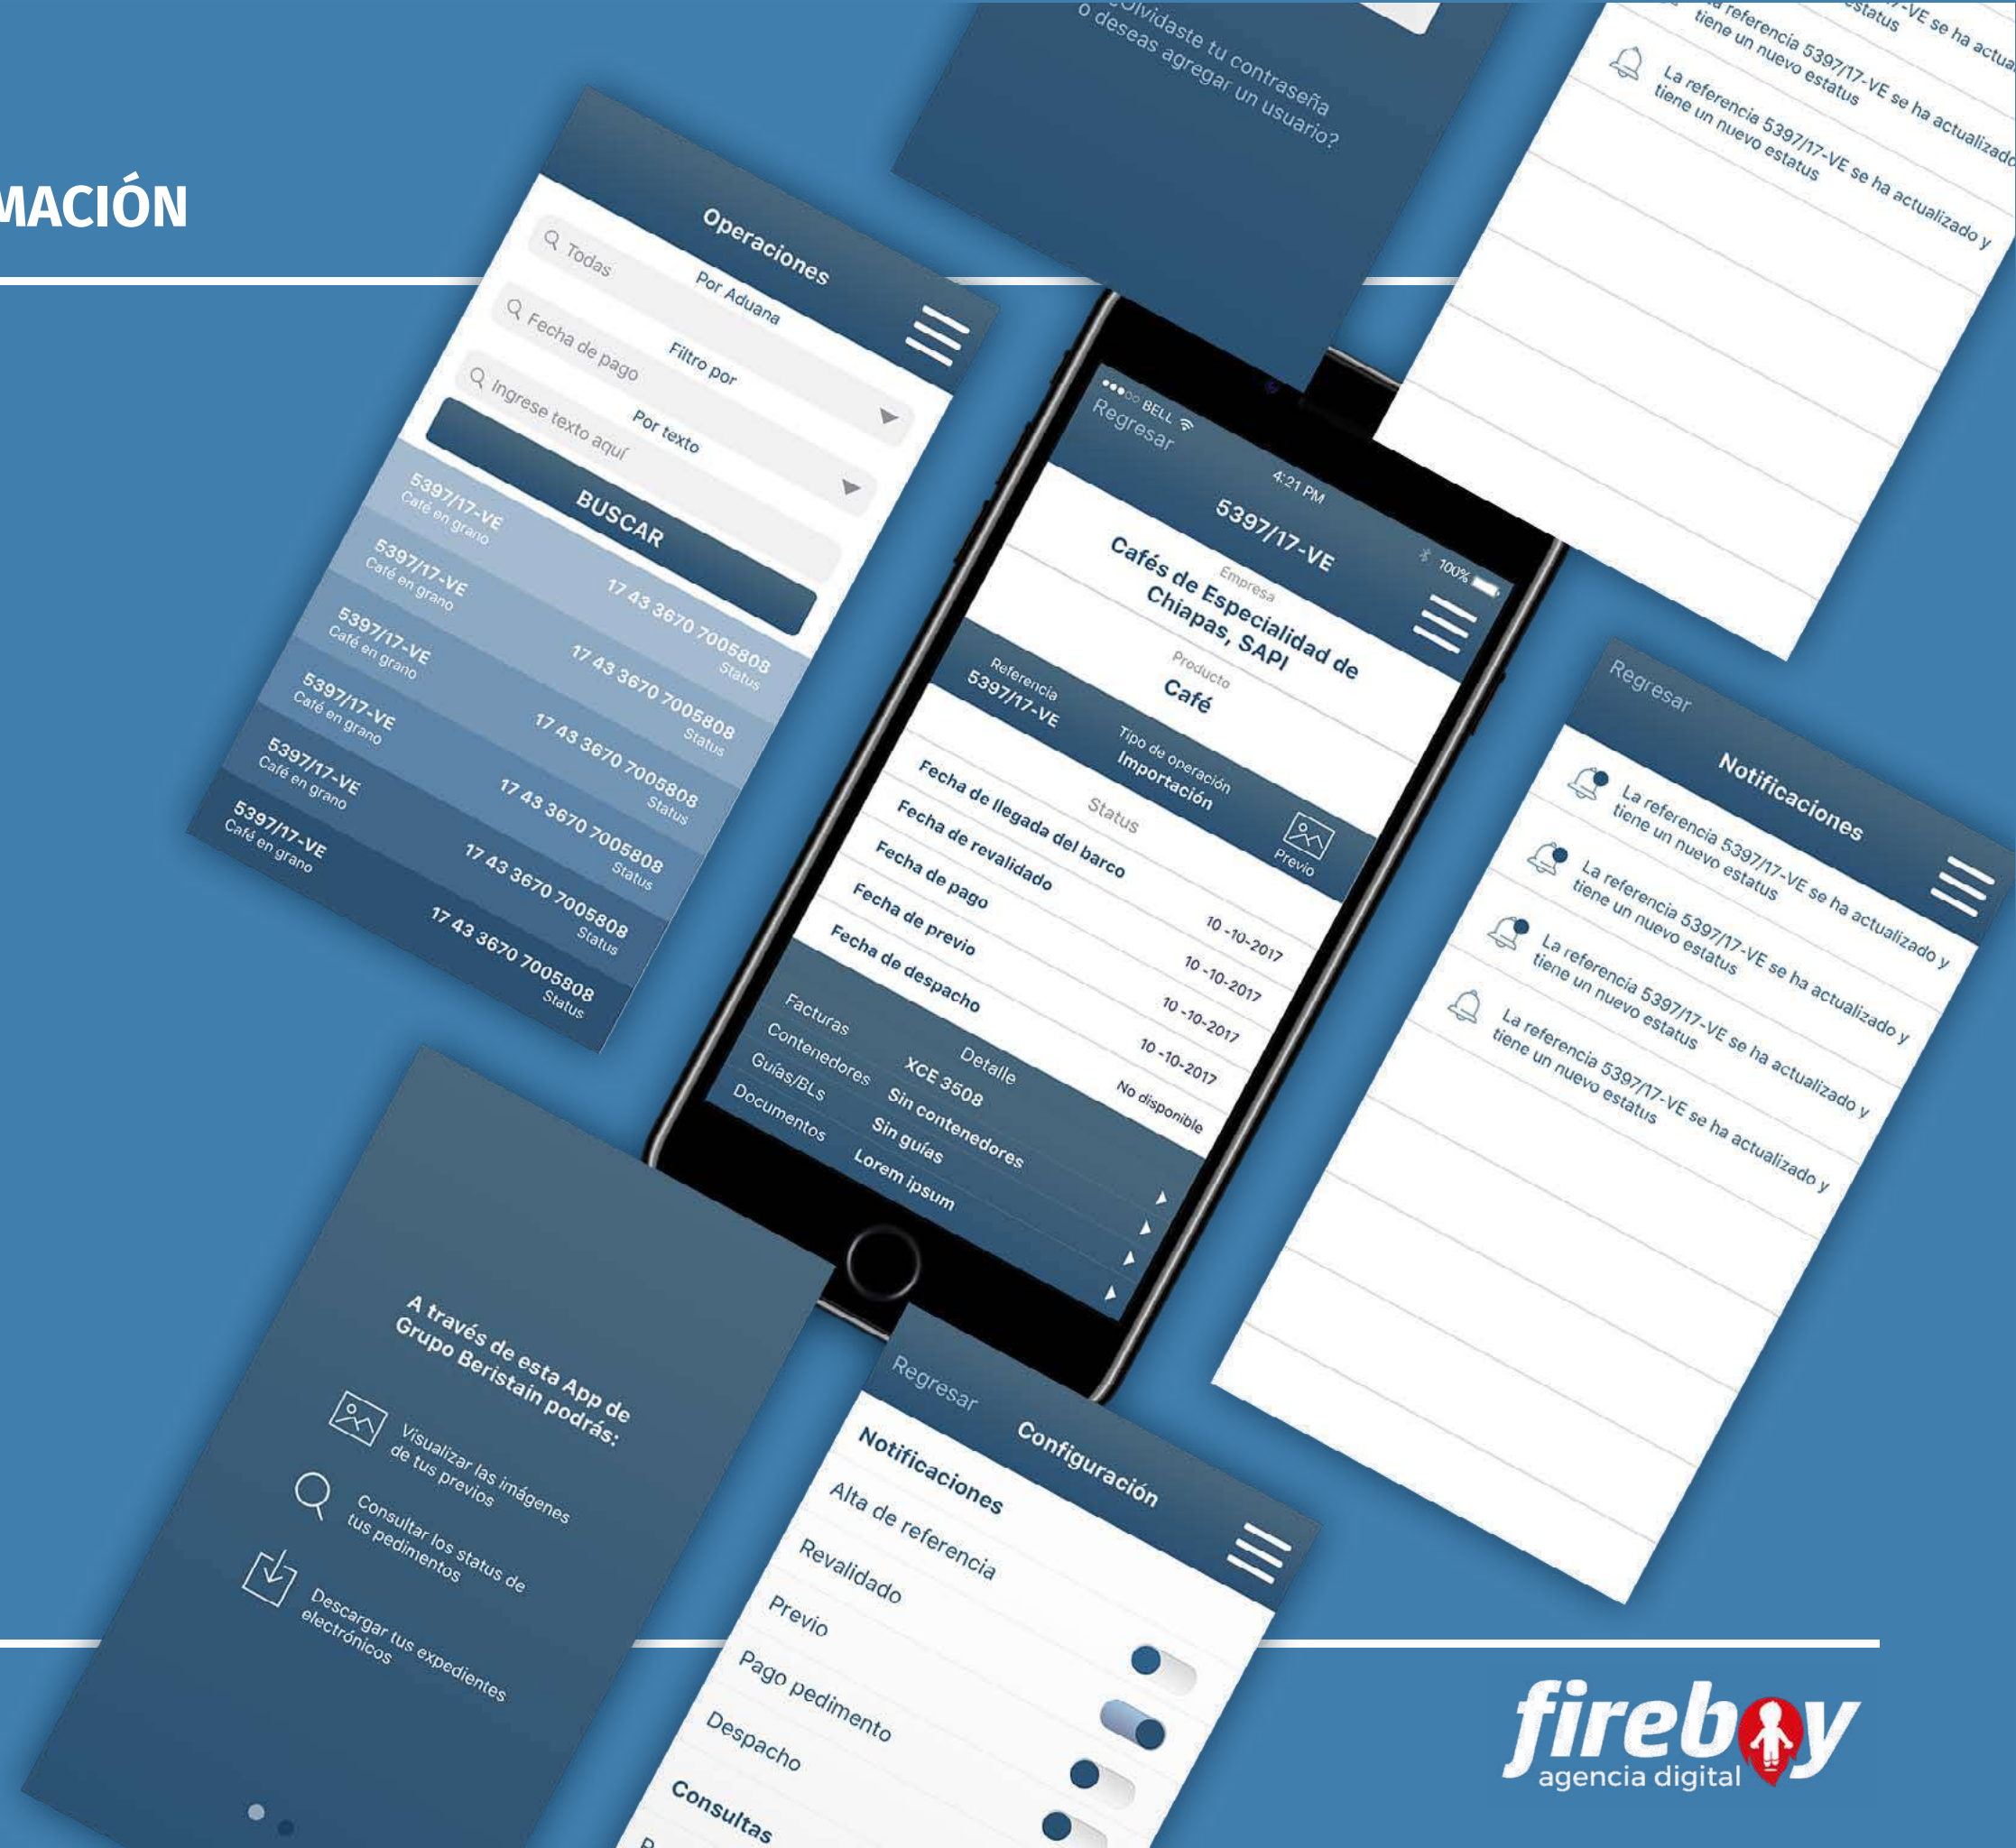 MACIÓN
¿Olvidaste tu contraseña
o deseas agregar un usuario?
referencia 5397/17-VE se ha
tiene un nuevo estatus
La referencia 5397/17-VE se ha actualizado y
tiene un nuevo estatus
Operaciones
Por Aduana
Todas
Filtro por
Fecha de pago
Por texto
Ingrese texto aquí
BUSCAR
5397/17-VE 17 43 3670 7005808
Café en grano Status
5397/17-VE 17 43 3670 7005808
Café en grano Status
5397/17-VE 17 43 3670 7005808
Café en grano Status
5397/17-VE 17 43 3670 7005808
Café en grano Status
5397/17-VE 17 43 3670 7005808
Café en grano Status
5397/17-VE 17 43 3670 7005808
Café en grano Status
BELL 4:21 PM 100%
Regresar 5397/17-VE
Empresa
Cafés de Especialidad de
Chiapas, SAPI
Producto
Café
Referencia Tipo de operación
5397/17-VE Importación Previo
Status
Fecha de llegada del barco 10 -10-2017
Fecha de revalidado 10 -10-2017
Fecha de pago 10 -10-2017
Fecha de previo 10 -10-2017
Fecha de despacho No disponible
Detalle
Facturas XCE 3508
Contenedores Sin contenedores
Guías/BLs Sin guías
Documentos Lorem ipsum
Regresar
Notificaciones
La referencia 5397/17-VE se ha actualizado y
tiene un nuevo estatus
La referencia 5397/17-VE se ha actualizado y
tiene un nuevo estatus
La referencia 5397/17-VE se ha actualizado y
tiene un nuevo estatus
La referencia 5397/17-VE se ha actualizado y
tiene un nuevo estatus
A través de esta App de
Grupo Beristain podrás:
Visualizar las imágenes
de tus previos
Consultar los status de
tus pedimentos
Descargar tus expedientes
electrónicos
Regresar
Configuración
Notificaciones
Alta de referencia
Revalidado
Previo
Pago pedimento
Despacho
Consultas
fireboy
agencia digital